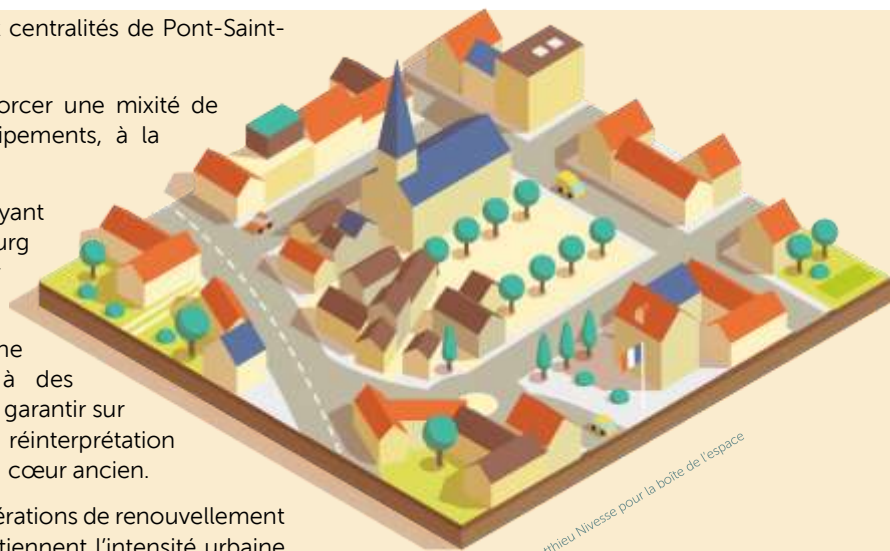 centralités de Pont-Saint-
orcer une mixité de
ipements, à la
yant
urg
ne
à des
garantir sur
réinterprétation
cœur ancien.
érations de renouvellement
tiennent l'intensité urbaine
tthieu Nivesse pour la boîte de l'espace